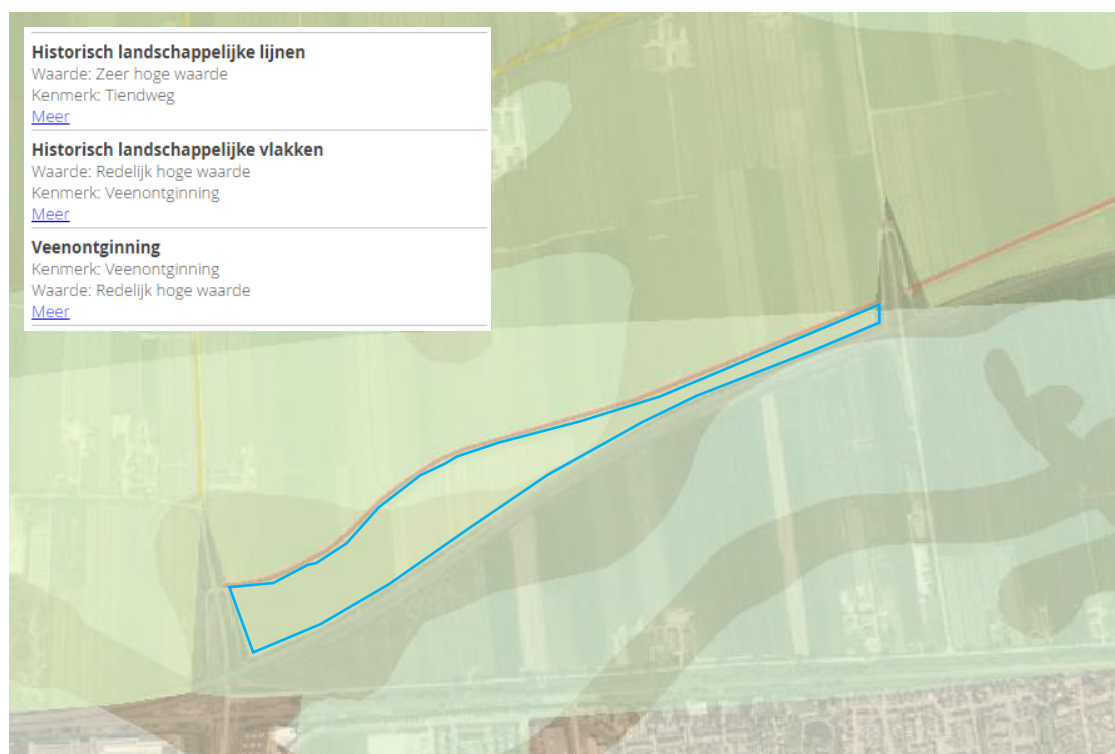 Historisch landschappelijke lijnen
Waarde: Zeer hoge waarde
Kenmerk: Tiendweg
Meer
Historisch landschappelijke vlakken
Waarde: Redelijk hoge waarde
Kenmerk: Veenontginning
Meer
Veenontginning
Kenmerk: Veenontginning
Waarde: Redelijk hoge waarde
Meer